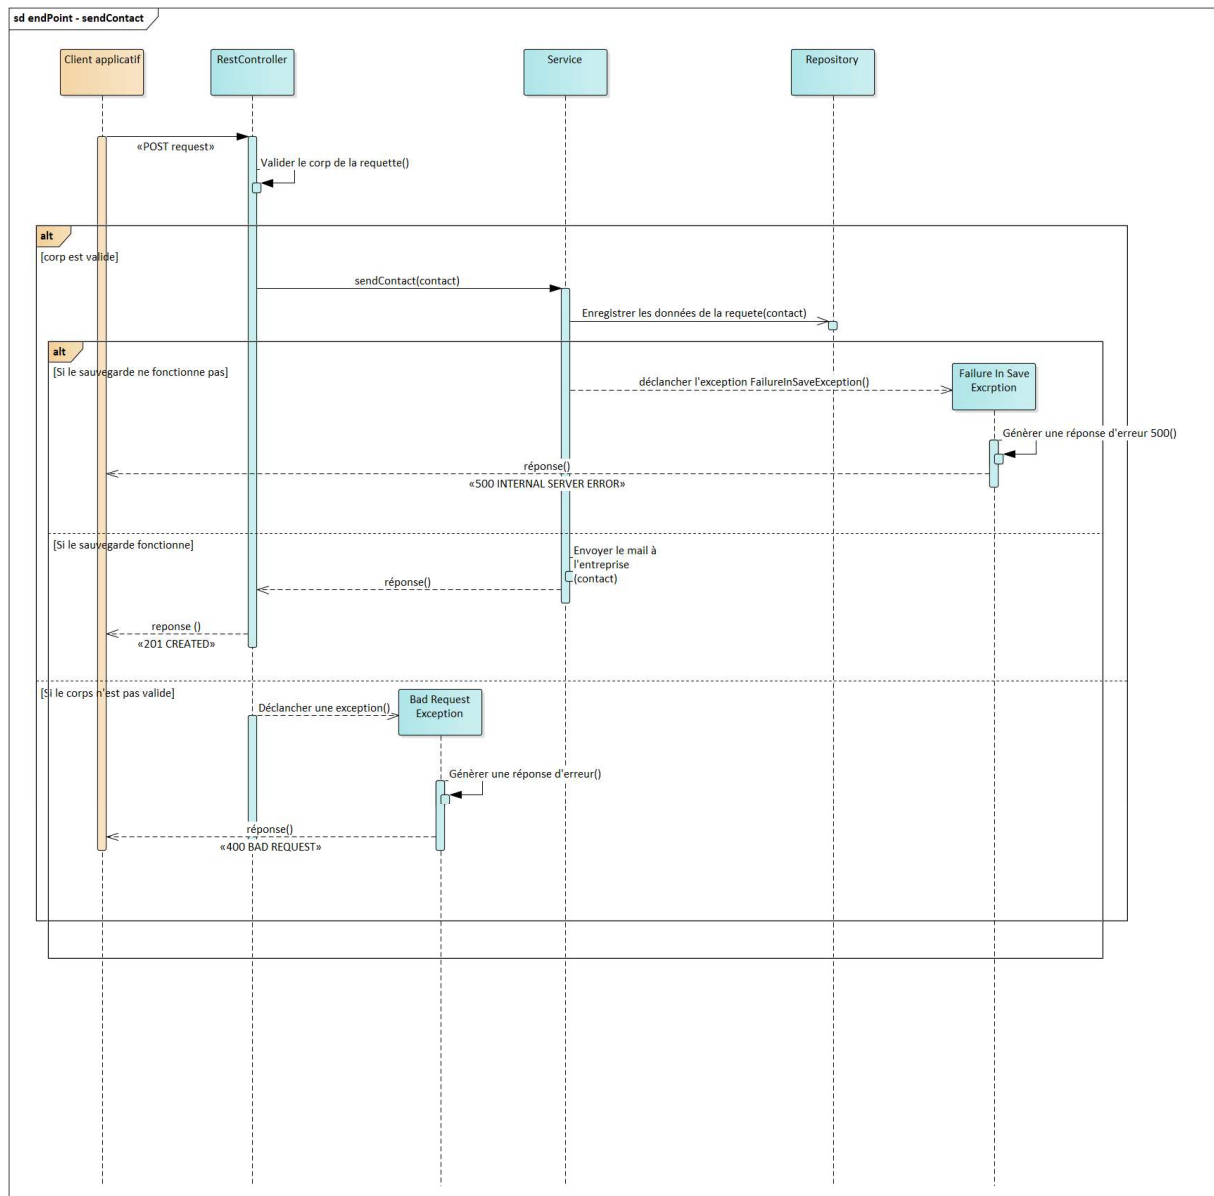 sd endPoint - sendContact
Client applicatif
RestController
Service
Repository
«POST request»
Valider le corp de la requette()
alt
[corp est valide]
sendContact(contact)
Enregistrer les données de la requete(contact)
alt
[Si le sauvegarde ne fonctionne pas]
déclancher l'exception FailureInSaveException()
Failure In Save
Excrption
Génèrer une réponse d'erreur 500()
réponse()
«500 INTERNAL SERVER ERROR»
[Si le sauvegarde fonctionne]
Envoyer le mail à
l'entreprise
(contact)
réponse()
reponse ()
«201 CREATED»
[Si le corps n'est pas valide]
Bad Request
Exception
Déclancher une exception()
Génèrer une réponse d'erreur()
réponse()
«400 BAD REQUEST»